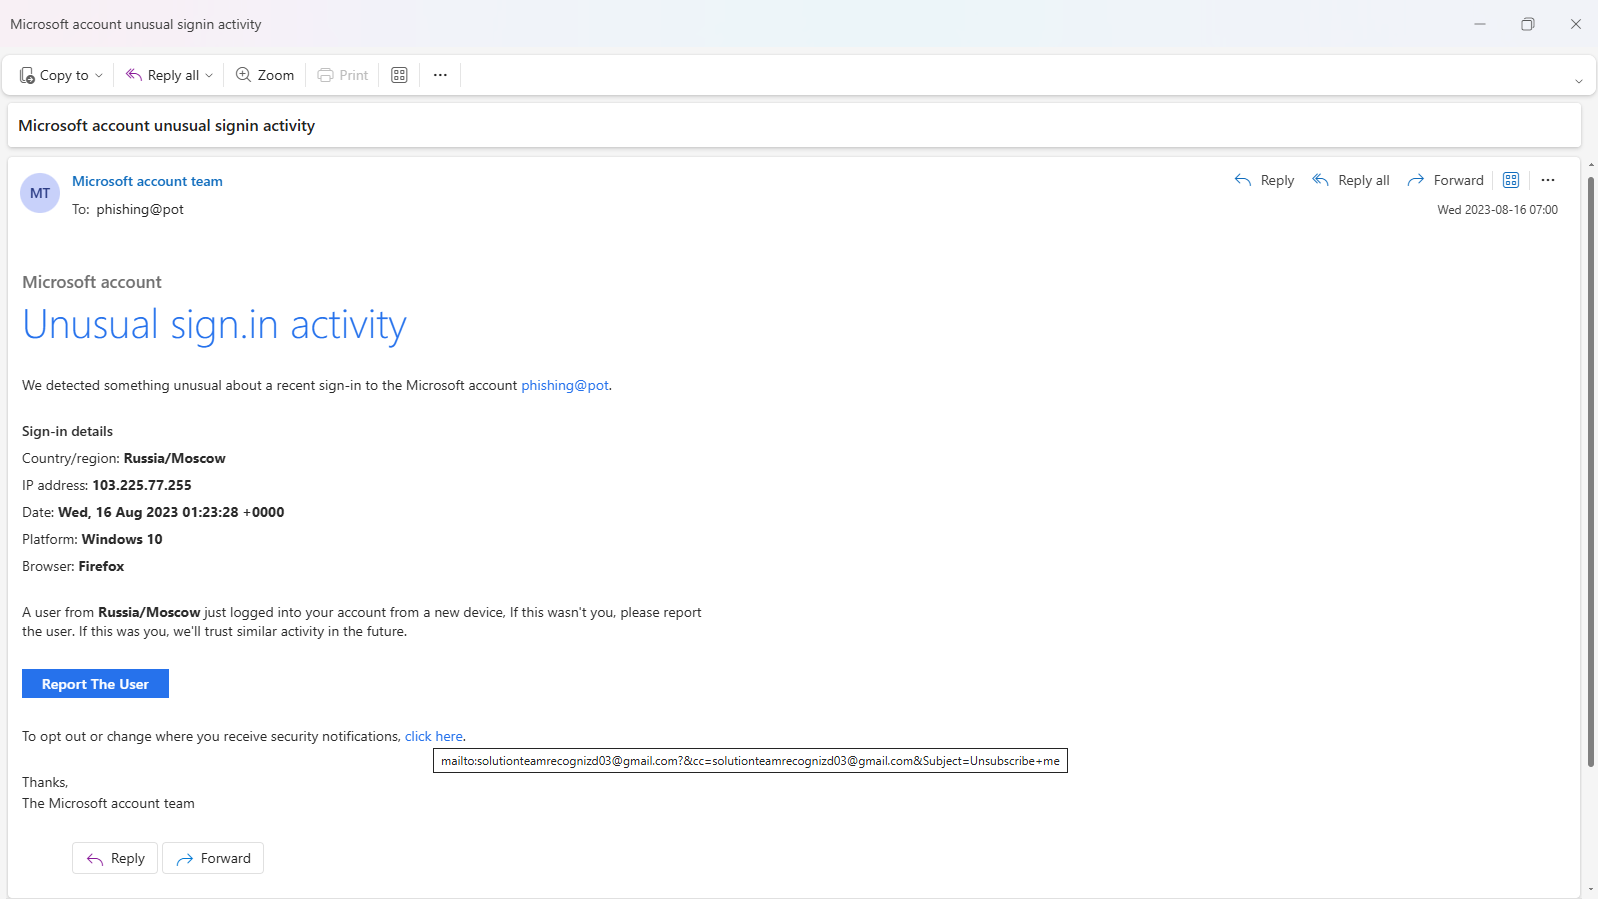 Microsoft account unusual signin activity
Copy to
Reply all
Zoom
Print
Microsoft account unusual signin activity
MT
Microsoft account team
Reply
Reply all
Forward
To: phishing@pot
Wed 2023-08-16 07:00
Microsoft account
Unusual sign.in activity
We detected something unusual about a recent sign-in to the Microsoft account phishing@pot.
Sign-in details
Country/region: Russia/Moscow
IP address: 103.225.77.255
Date: Wed, 16 Aug 2023 01:23:28 +0000
Platform: Windows 10
Browser: Firefox
A user from Russia/Moscow just logged into your account from a new device, If this wasn't you, please report
the user. If this was you, we'll trust similar activity in the future.
Report The User
To opt out or change where you receive security notifications, click here.
mailto:solutionteamrecognizd03@gmail.com?&cc=solutionteamrecognizd03@gmail.com&Subject=Unsubscribe+me
Thanks,
The Microsoft account team
Reply
Forward